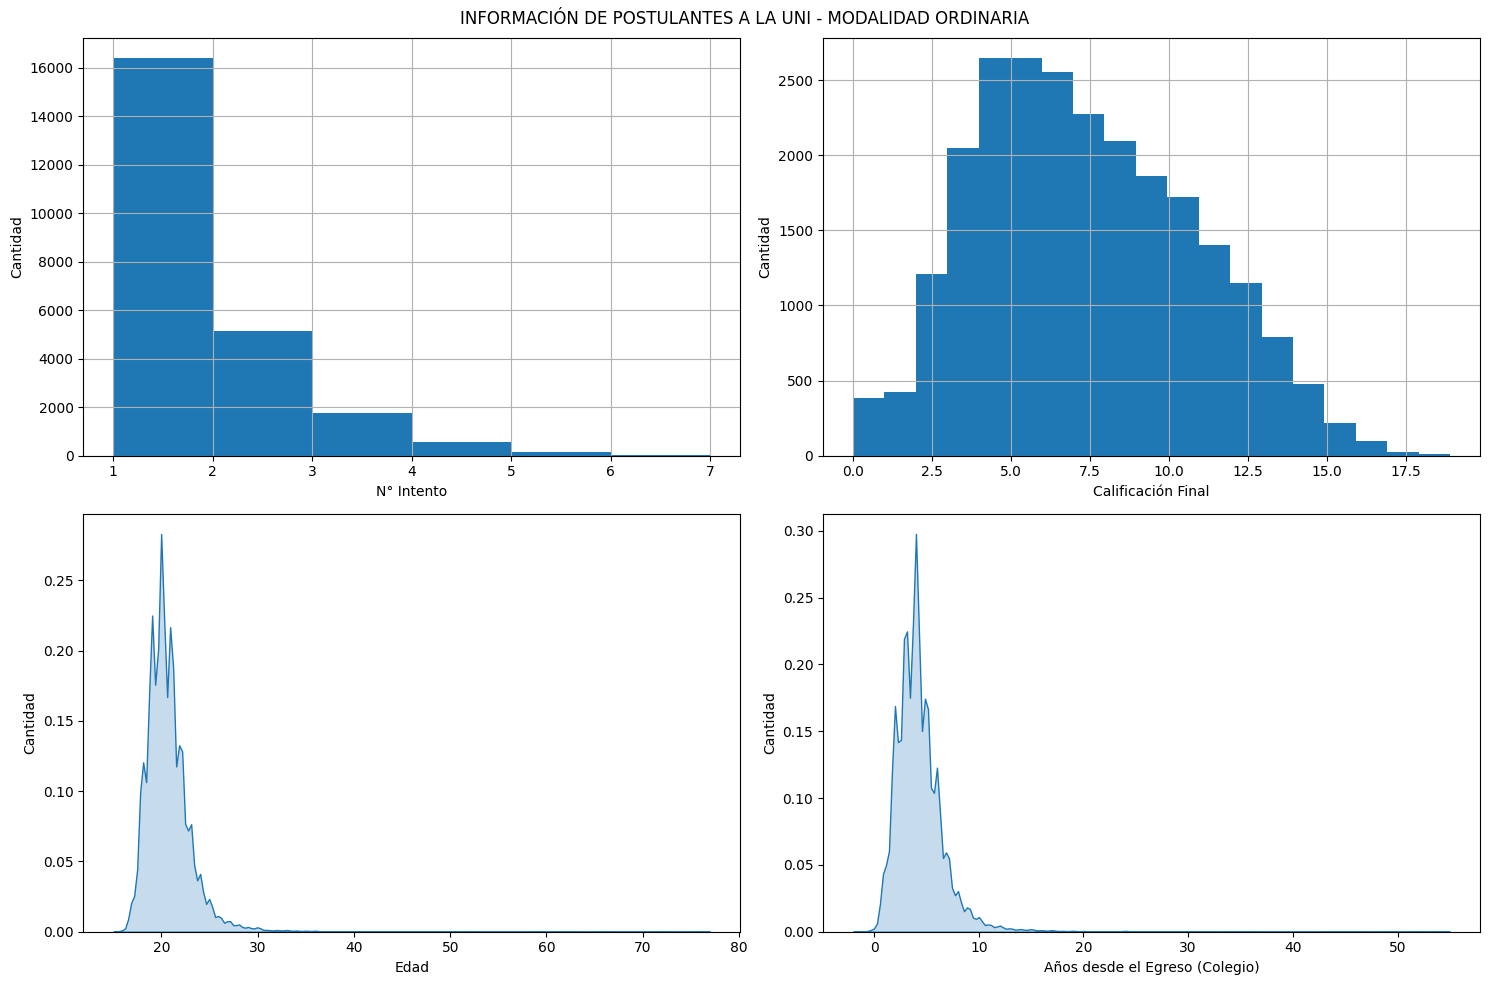 INFORMACIÓN DE POSTULANTES A LA UNI - MODALIDAD ORDINARIA
16000
14000
12000
10000
8000
6000
4000
2000
0
Cantidad
1 2 3 4 5 6 7
N° Intento
2500
2000
1500
1000
500
0
Cantidad
0.0 2.5 5.0 7.5 10.0 12.5 15.0 17.5
Calificación Final
0.25
0.20
0.15
0.10
0.05
0.00
Cantidad
20 30 40 50 60 70 80
Edad
0.30
0.25
0.20
0.15
0.10
0.05
0.00
Cantidad
0 10 20 30 40 50
Años desde el Egreso (Colegio)